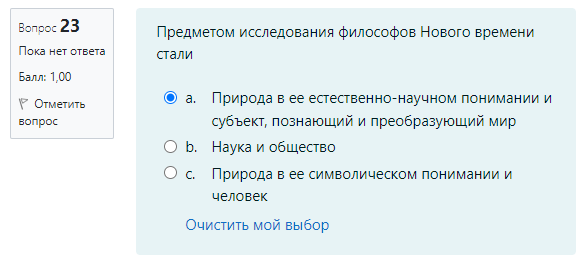 Вопрос 23
Пока нет ответа
Балл: 1,00
Отметить
вопрос
Предметом исследования философов Нового времени
стали
a. Природа в ее естественно-научном понимании и
субъект, познающий и преобразующий мир
b. Наука и общество
c. Природа в ее символическом понимании и
человек
Очистить мой выбор